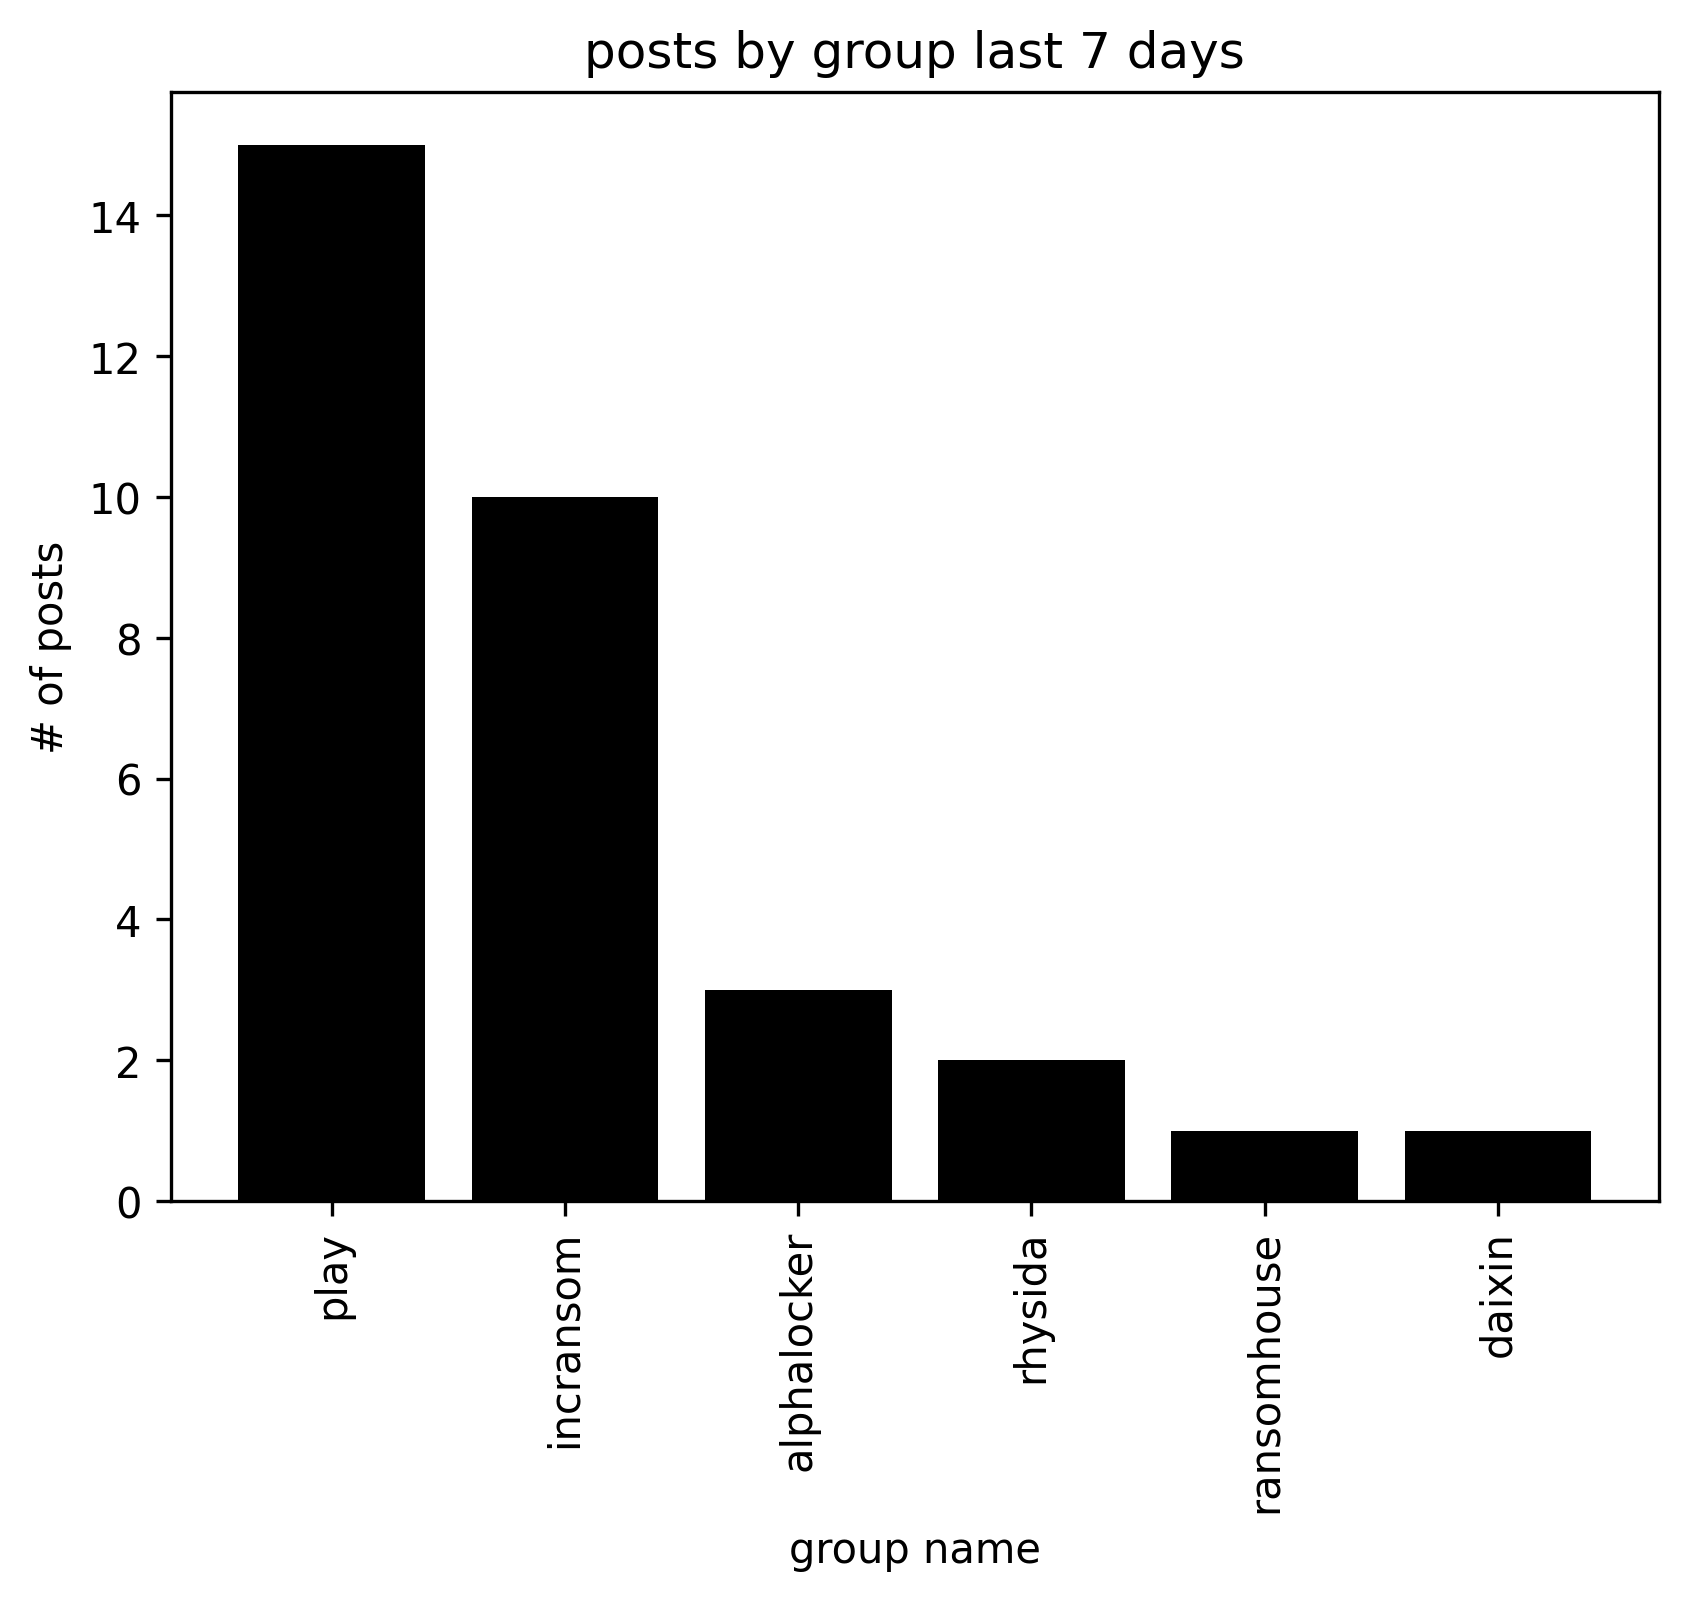 posts by group last 7 days
# of posts
14
12
10
8
6
4
2
0
play
incransom
alphalocker
rhysida
ransomhouse
daixin
group name